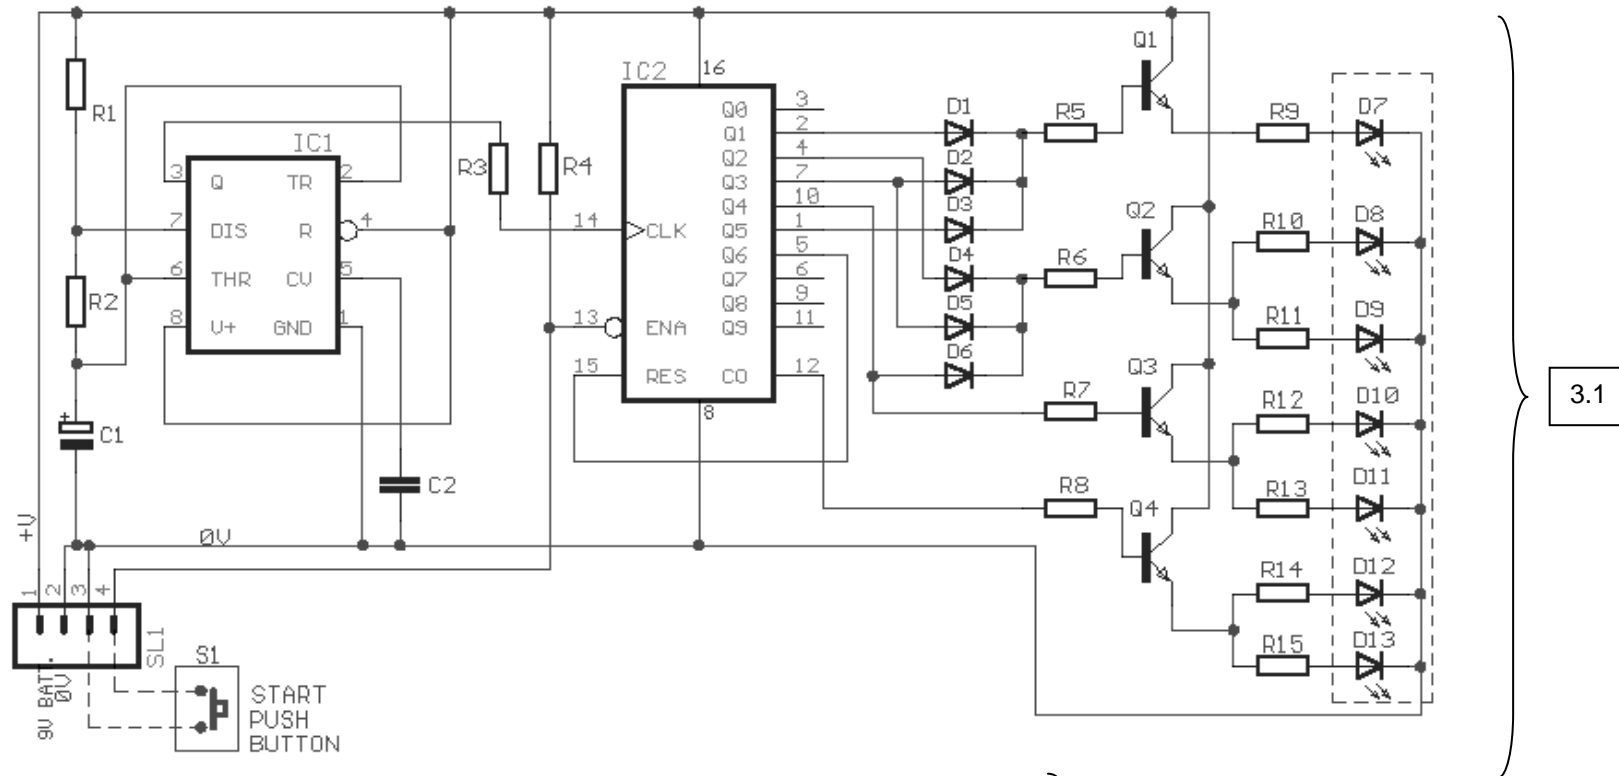 Q1
IC2
16
R1
IC1
3
Q
TR
2
7
DIS
R
4
6
THR
CV
5
R2
8
V+
GND
1
C1
C2
R3
R4
14
CLK
13
ENA
15
RES
CO
12
8
Q0
3
Q1
2
Q2
4
Q3
7
Q4
10
Q5
1
Q6
5
Q7
6
Q8
9
Q9
11
D1
D2
D3
D4
D5
D6
R5
R6
R7
R8
Q2
Q3
Q4
R9
R10
R11
R12
R13
R14
R15
D7
D8
D9
D10
D11
D12
D13
3.1
+V
0V
1
2
3
4
SL1
9V BATT.
0V
S1
START
PUSH
BUTTON